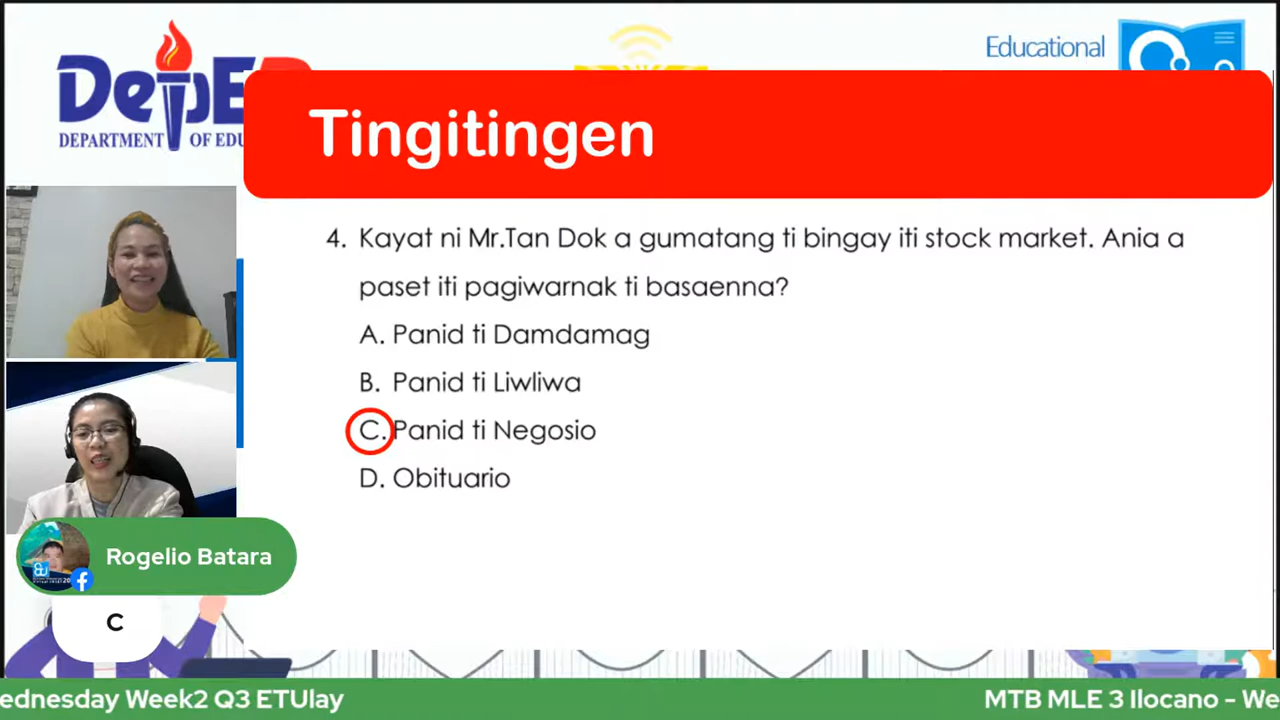 DepED
DEPARTMENT OF EDU
Educational
Tingitingen
4. Kayat ni Mr.Tan Dok a gumatang ti bingay iti stock market. Ania a
paset iti pagiwarnak ti basaenna?
A. Panid ti Damdamag
B. Panid ti Liwliwa
C. Panid ti Negosio
D. Obituario
Rogelio Batara
C
ednesday Week2 Q3 ETUlay
MTB MLE 3 Ilocano - We